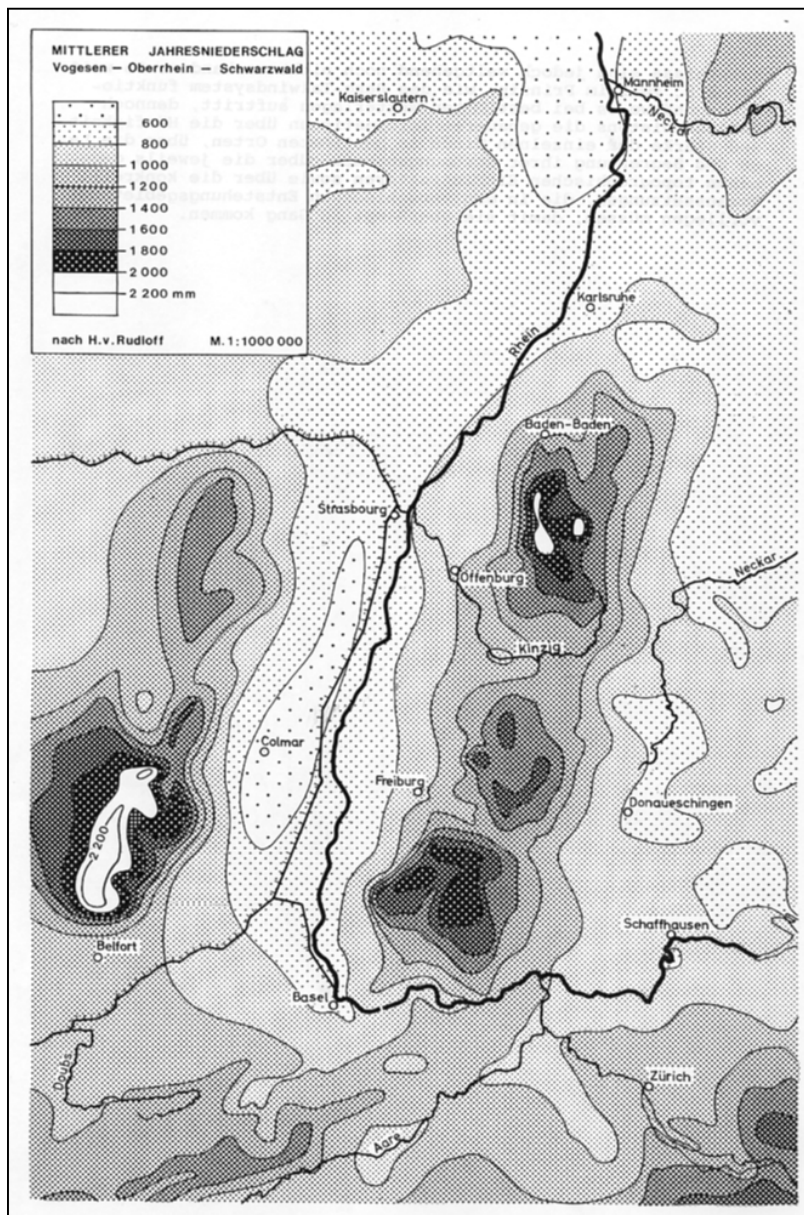 MITTLERER JAHRESNIEDERSCHLAG
Vogesen – Oberrhein – Schwarzwald
600
800
1 000
1 200
1 400
1 600
1 800
2 000
2 200 mm
nach H.v. Rudloff M. 1:1000 000
Kaiserslautern
Mannheim
Neckar
Karlsruhe
Rhein
Baden-Baden
Strasbourg
Offenburg
Neckar
Kinzig
Colmar
Freiburg
Donaueschingen
2 200
Schaffhausen
Belfort
Basel
Doubs
Zürich
Aare